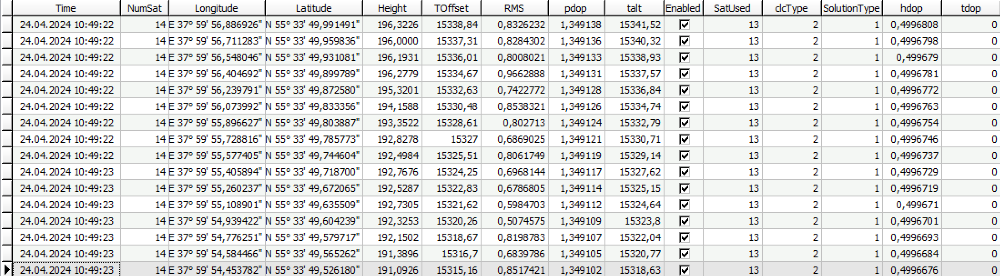 Time NumSat Longitude Latitude Height TOffset RMS pdop talt Enabled SatUsed clcType SolutionType hdop tdop
24.04.2024 10:49:22 14 E 37° 59' 56,886926" N 55° 33' 49,991491" 196,3226 15338,84 0,8326232 1,349138 15341,52 13 2 1 0,4996808 0
24.04.2024 10:49:22 14 E 37° 59' 56,711283" N 55° 33' 49,959836" 196,0000 15337,31 0,8284302 1,349136 15340,32 13 2 1 0,4996798 0
24.04.2024 10:49:22 14 E 37° 59' 56,548046" N 55° 33' 49,931081" 196,1931 15336,01 0,8008021 1,349133 15338,93 13 2 1 0,499679 0
24.04.2024 10:49:22 14 E 37° 59' 56,404692" N 55° 33' 49,899789" 196,2779 15334,67 0,9662888 1,349131 15337,57 13 2 1 0,4996781 0
24.04.2024 10:49:22 14 E 37° 59' 56,239791" N 55° 33' 49,872580" 195,3201 15332,63 0,7422772 1,349128 15336,84 13 2 1 0,4996772 0
24.04.2024 10:49:22 14 E 37° 59' 56,073992" N 55° 33' 49,833356" 194,1588 15330,48 0,8538321 1,349126 15334,74 13 2 1 0,4996763 0
24.04.2024 10:49:22 14 E 37° 59' 55,896627" N 55° 33' 49,803887" 193,3522 15328,61 0,802713 1,349124 15332,79 13 2 1 0,4996754 0
24.04.2024 10:49:22 14 E 37° 59' 55,728816" N 55° 33' 49,785773" 192,8278 15327 0,6869025 1,349121 15330,71 13 2 1 0,4996746 0
24.04.2024 10:49:22 14 E 37° 59' 55,577405" N 55° 33' 49,744604" 192,4984 15325,51 0,8061749 1,349119 15329,14 13 2 1 0,4996737 0
24.04.2024 10:49:23 14 E 37° 59' 55,405894" N 55° 33' 49,718700" 192,7676 15324,25 0,6968144 1,349117 15327,62 13 2 1 0,4996729 0
24.04.2024 10:49:23 14 E 37° 59' 55,260237" N 55° 33' 49,672065" 192,5287 15322,83 0,6786805 1,349114 15325,15 13 2 1 0,4996719 0
24.04.2024 10:49:23 14 E 37° 59' 55,108901" N 55° 33' 49,635509" 192,7305 15321,62 0,5984703 1,349112 15324,64 13 2 1 0,499671 0
24.04.2024 10:49:23 14 E 37° 59' 54,939422" N 55° 33' 49,604239" 192,3253 15320,26 0,5074575 1,349109 15323,8 13 2 1 0,4996701 0
24.04.2024 10:49:23 14 E 37° 59' 54,776251" N 55° 33' 49,579717" 192,1502 15318,67 0,8198783 1,349107 15322,04 13 2 1 0,4996693 0
24.04.2024 10:49:23 14 E 37° 59' 54,584466" N 55° 33' 49,565262" 191,3896 15316,7 0,6839786 1,349105 15320,77 13 2 1 0,4996684 0
24.04.2024 10:49:23 14 E 37° 59' 54,453782" N 55° 33' 49,526180" 191,0926 15315,16 0,8517421 1,349102 15318,63 13 2 1 0,4996676 0